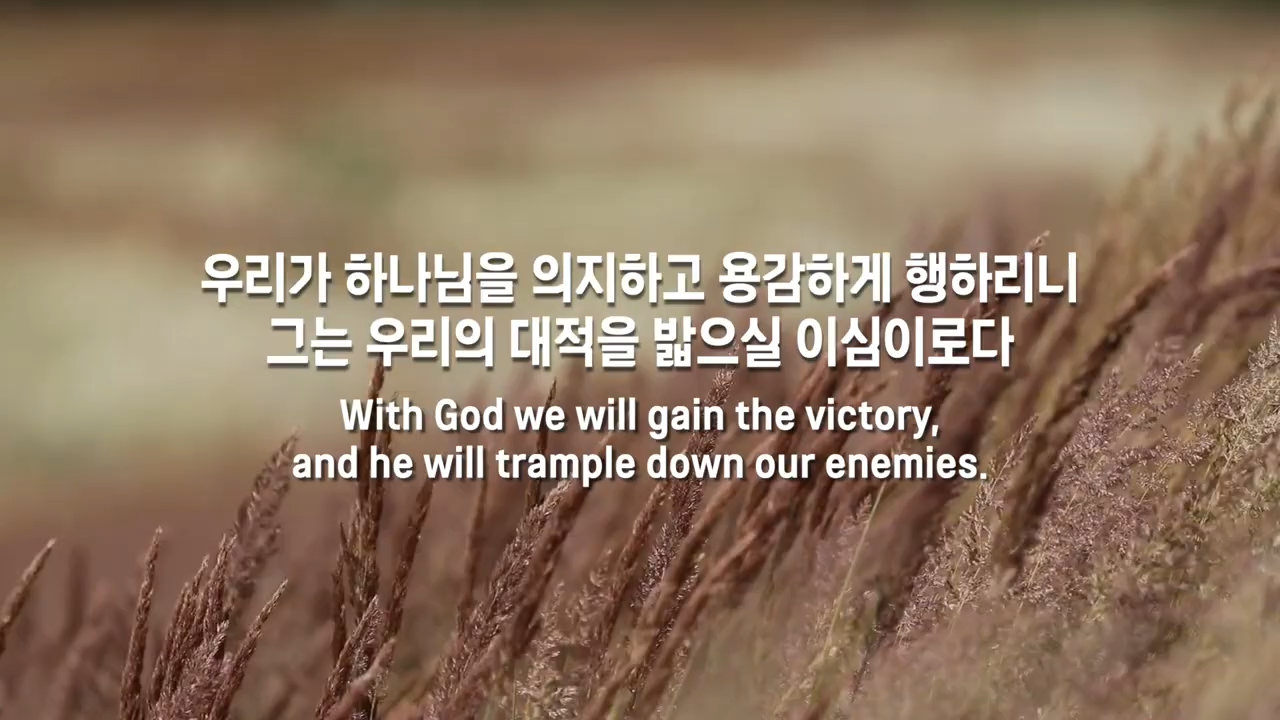 우리가 하나님을 의지하고 용감하게 행하리니
그는 우리의 대적을 밟으실 이심이로다
With God we will gain the victory,
and he will trample down our enemies.